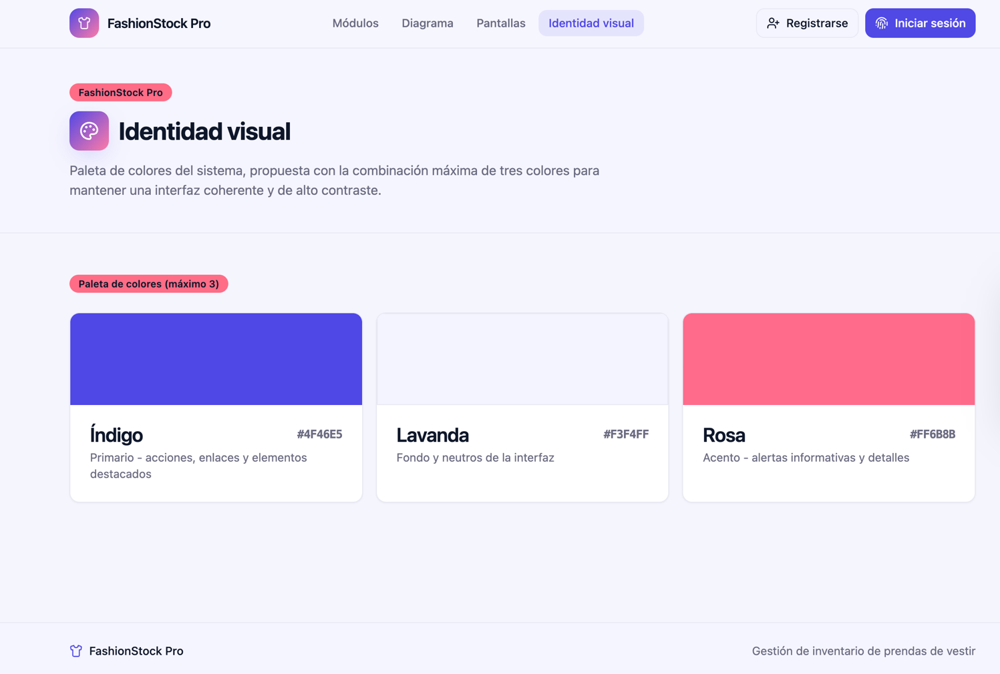 FashionStock Pro
Módulos
Diagrama
Pantallas
Identidad visual
Registrarse
Iniciar sesión
FashionStock Pro
Identidad visual
Paleta de colores del sistema, propuesta con la combinación máxima de tres colores para
mantener una interfaz coherente y de alto contraste.
Paleta de colores (máximo 3)
Índigo
#4F46E5
Primario - acciones, enlaces y elementos
destacados
Lavanda
#F3F4FF
Fondo y neutros de la interfaz
Rosa
#FF6B8B
Acento - alertas informativas y detalles
FashionStock Pro
Gestión de inventario de prendas de vestir